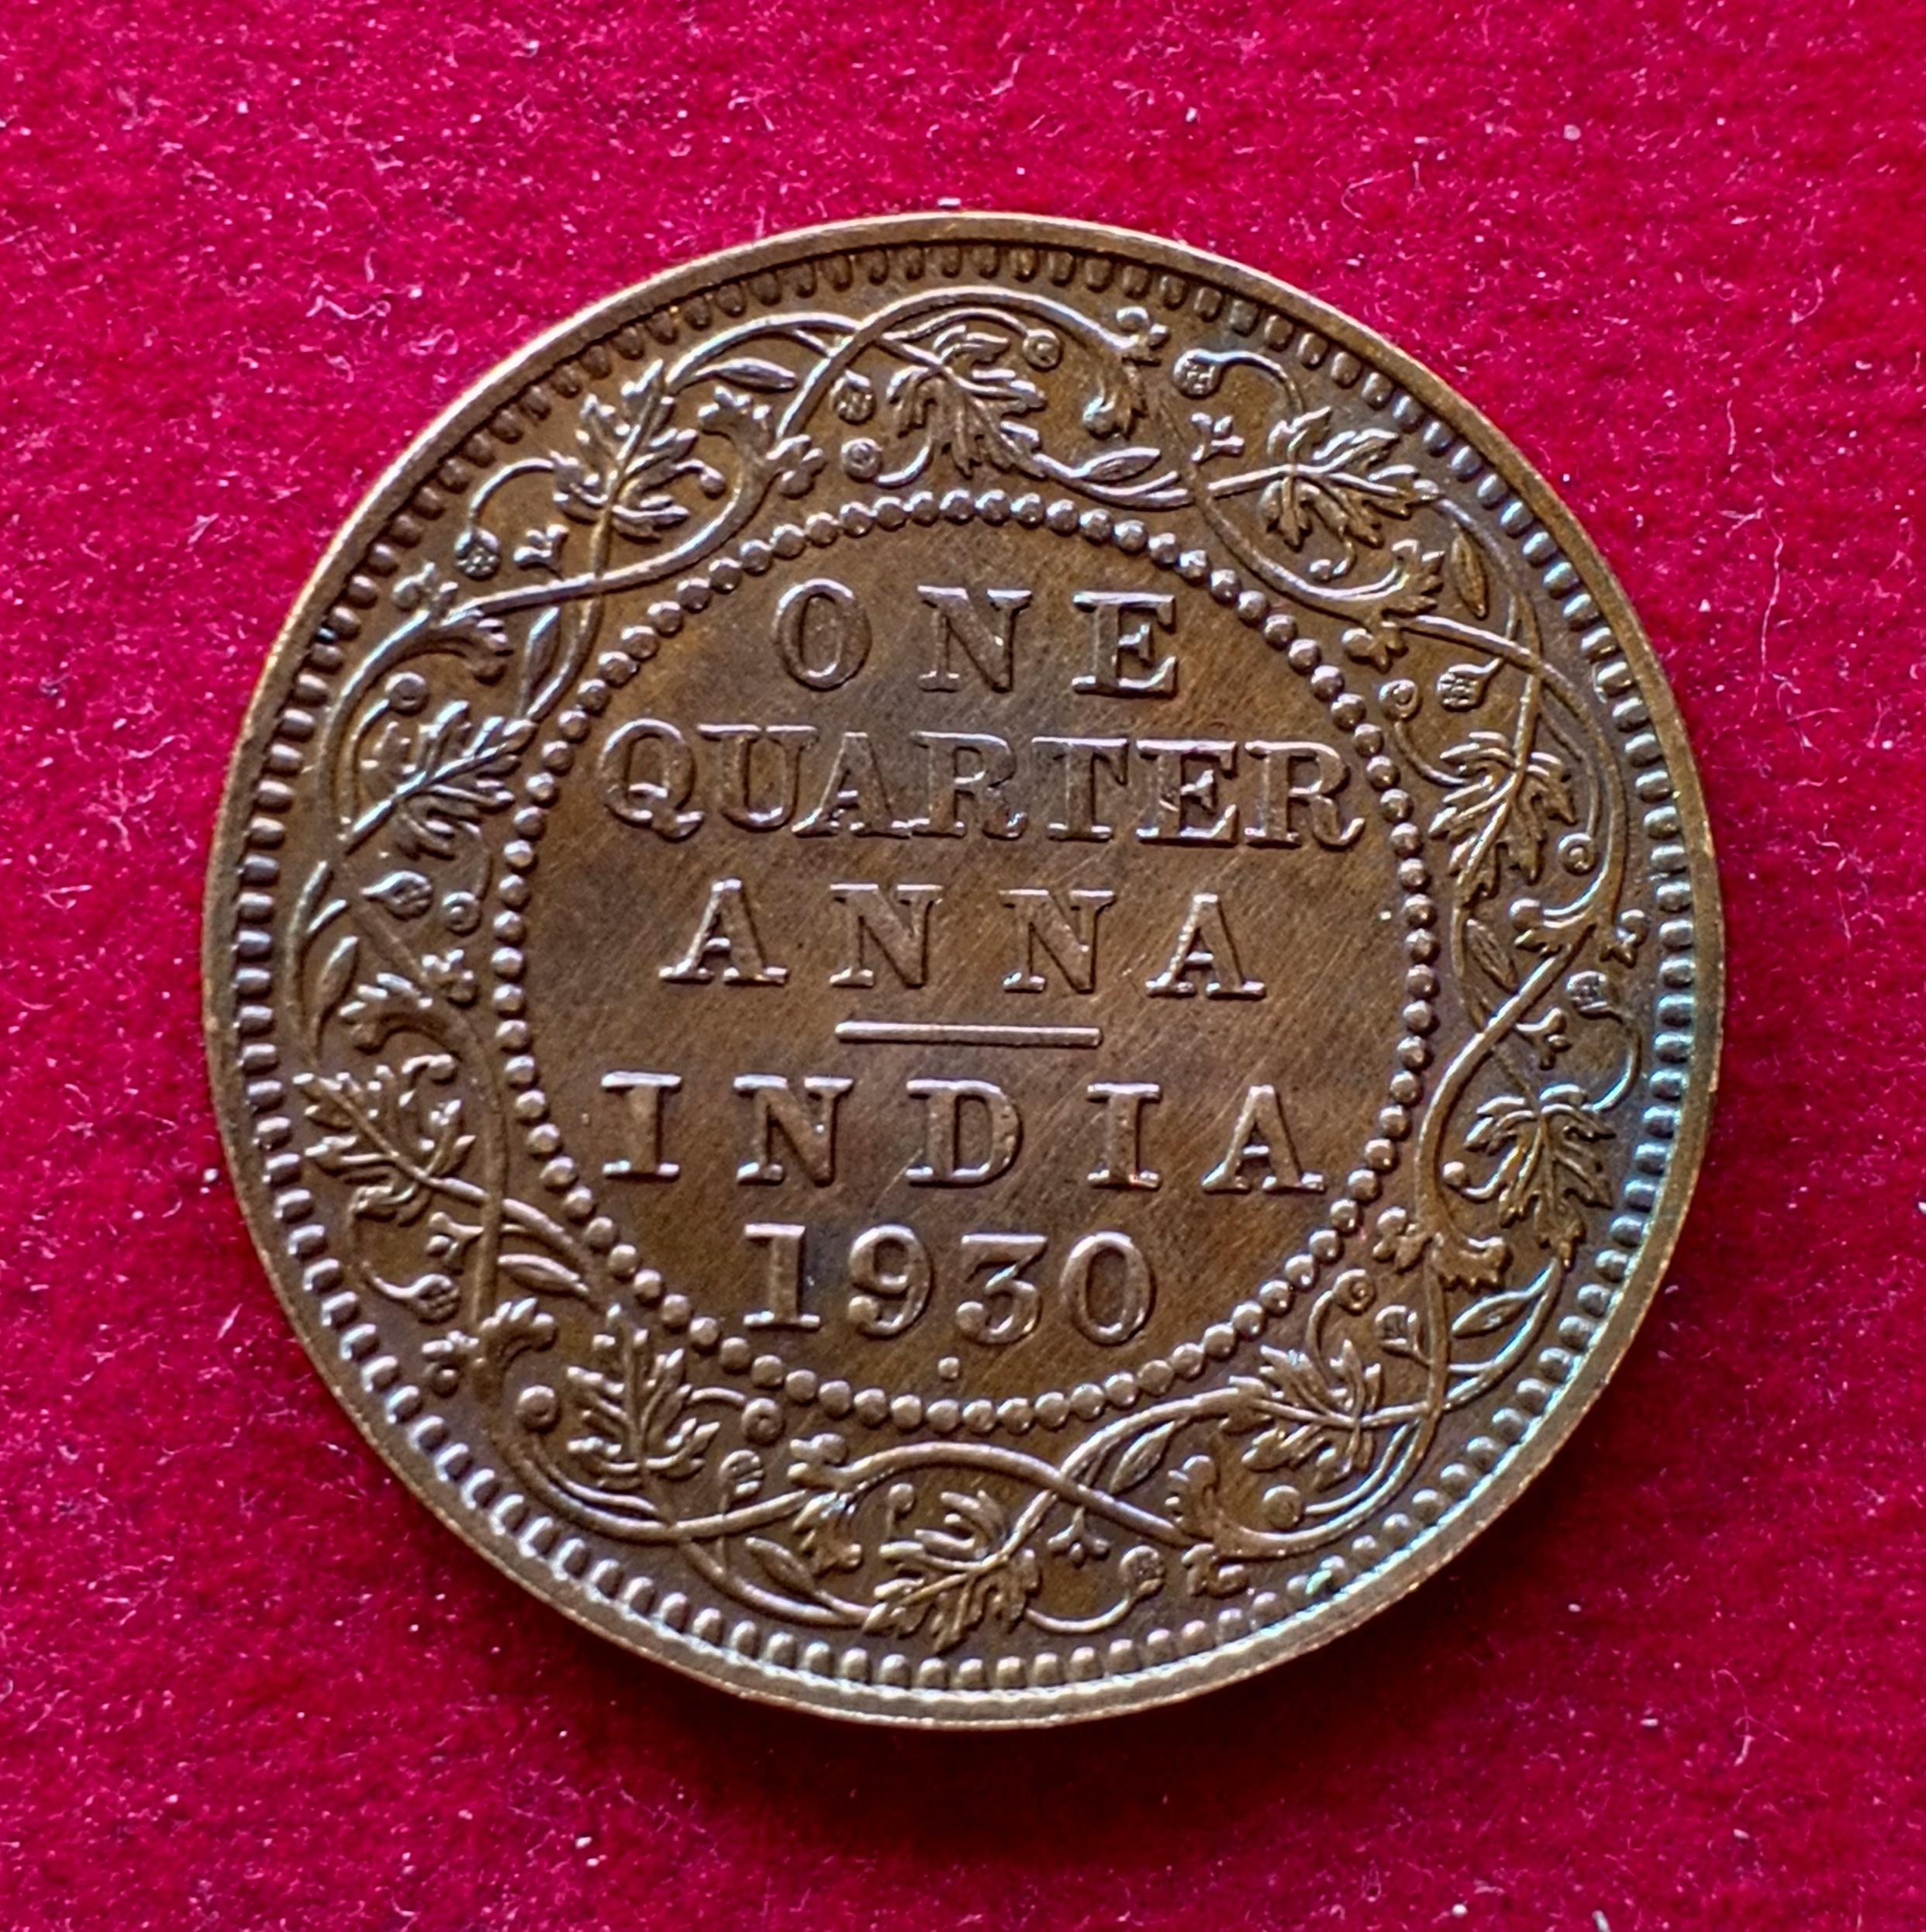 ONE
QUARTER
ANNA
INDIA
1930